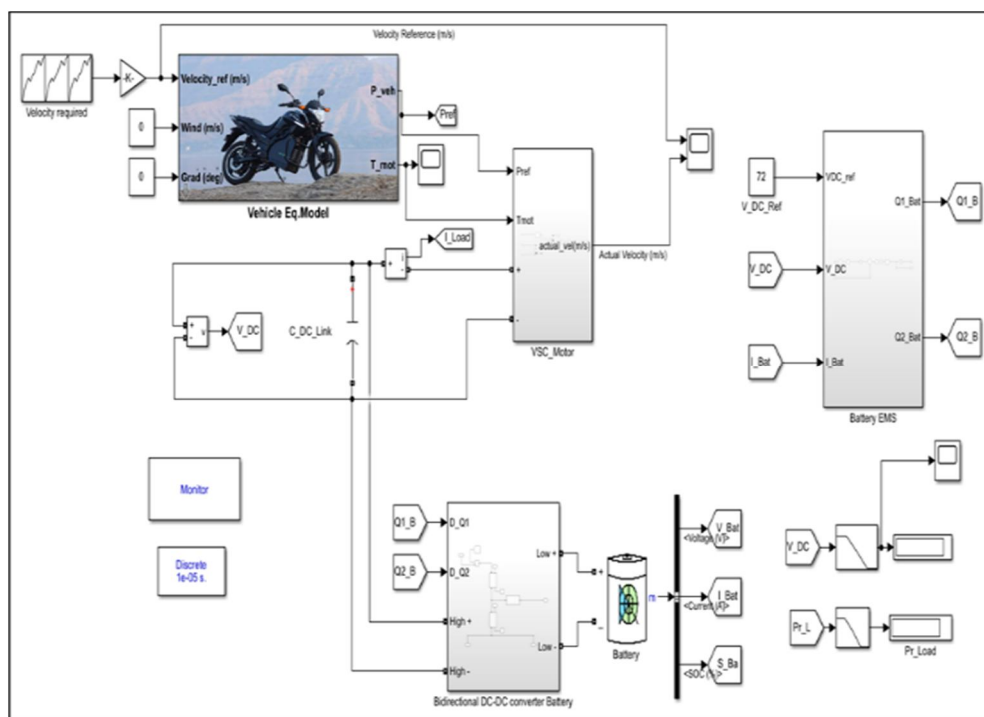 Velocity Reference (m/s)
Velocity required
-K-
Velocity_ref (m/s)
P_veh
Pref
0
Wind (m/s)
0
Grad (deg)
T_mot
Vehicle Eq.Model
Pref
Tmot
actual_vel(m/s)
+
-
VSC_Motor
Actual Velocity (m/s)
72
V_DC_Ref
VDC_ref
V_DC
V_DC
I_Bat
I_Bat
Q1_Bat
Q1_B
Q2_Bat
Q2_B
Battery EMS
I_Load
+
i
-
+
-
v
V_DC
C_DC_Link
Monitor
Discrete
1e-05 s.
Q1_B
D_Q1
Q2_B
D_Q2
High +
High -
Low +
Low -
Bidirectional DC-DC converter Battery
+
m
-
Battery
V_Bat
<Voltage (V)>
I_Bat
<Current (A)>
S_Ba
<SOC (%)>
V_DC
Pr_L
Pr_Load